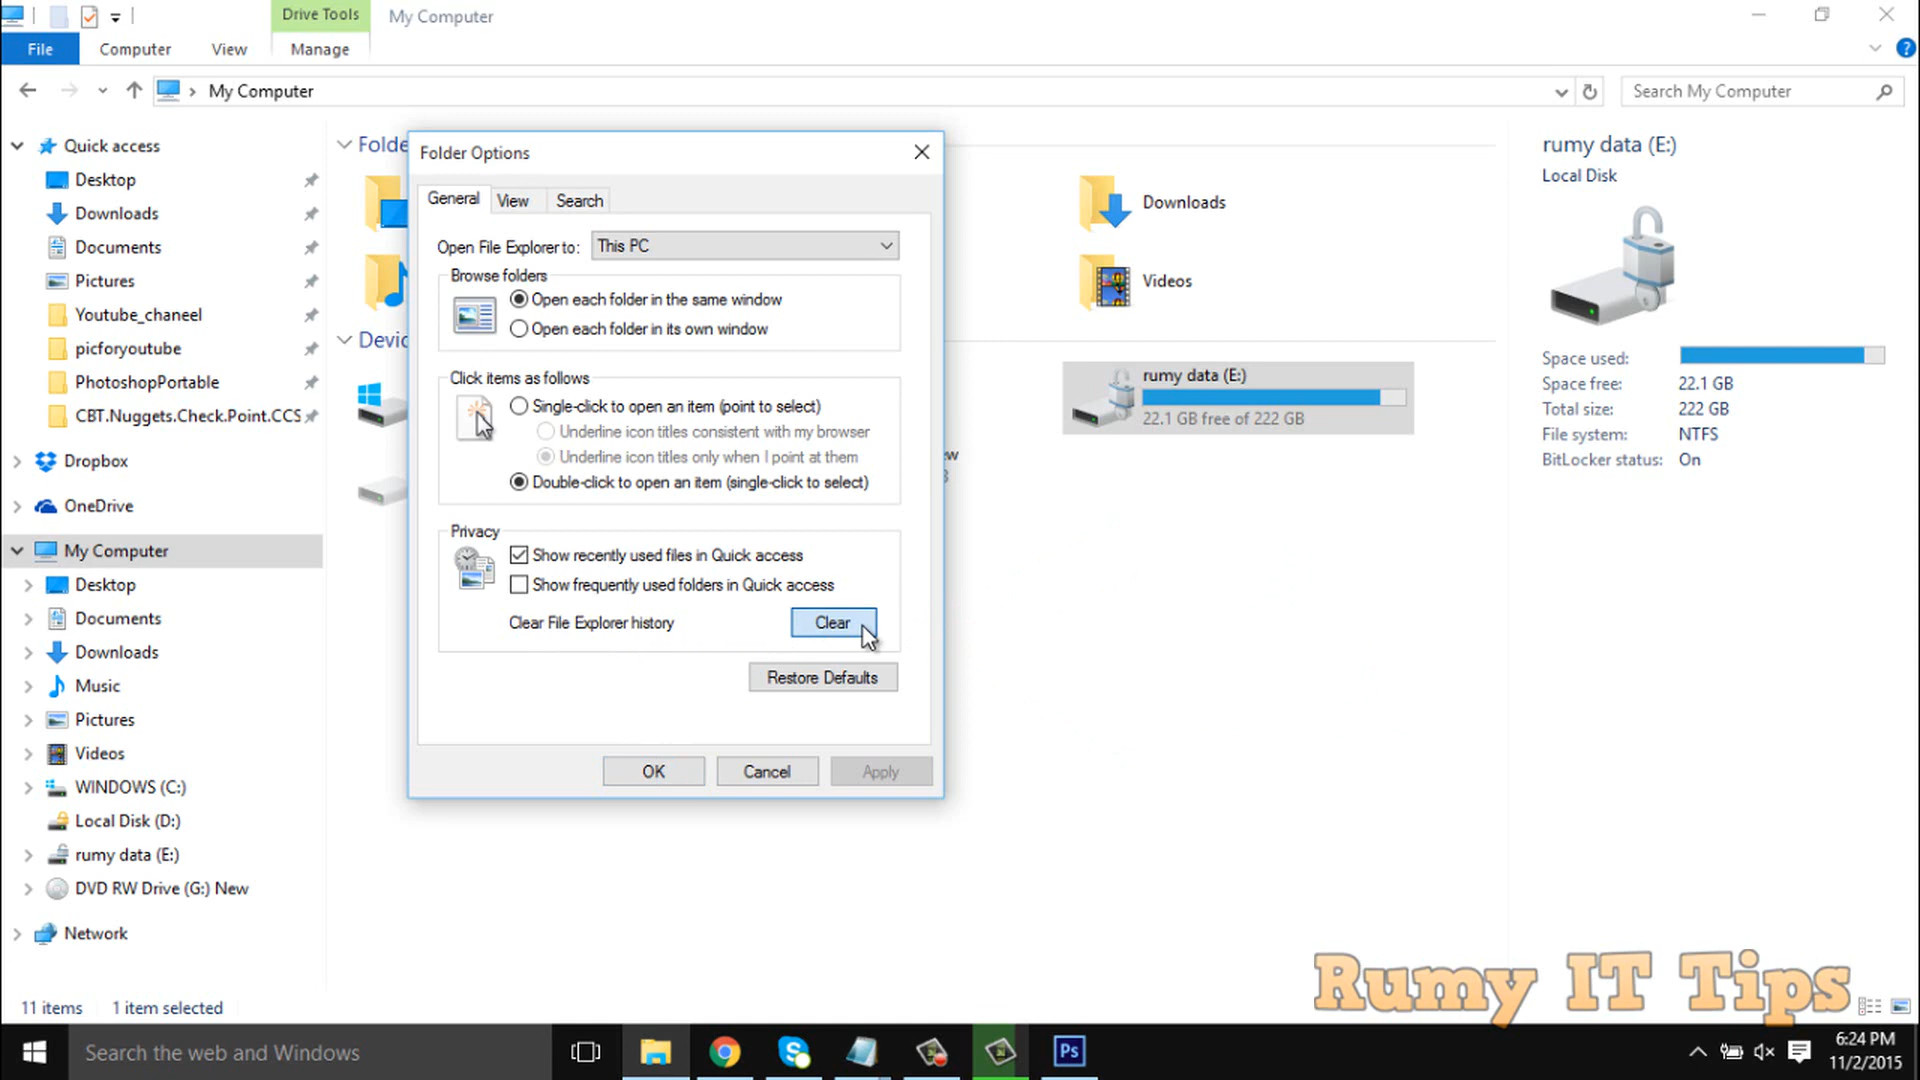 Drive Tools
My Computer
File
Computer
View
Manage
My Computer
Search My Computer
Quick access
Desktop
Downloads
Documents
Pictures
Youtube_chaneel
picforyoutube
PhotoshopPortable
CBT.Nuggets.Check.Point.CCS
Dropbox
OneDrive
My Computer
Desktop
Documents
Downloads
Music
Pictures
Videos
WINDOWS (C:)
Local Disk (D:)
rumy data (E:)
DVD RW Drive (G:) New
Network
Folde
Devic
Folder Options
General
View
Search
Open File Explorer to:
This PC
Browse folders
Open each folder in the same window
Open each folder in its own window
Click items as follows
Single-click to open an item (point to select)
Underline icon titles consistent with my browser
Underline icon titles only when I point at them
Double-click to open an item (single-click to select)
Privacy
Show recently used files in Quick access
Show frequently used folders in Quick access
Clear File Explorer history
Clear
Restore Defaults
OK
Cancel
Apply
Downloads
Videos
rumy data (E:)
22.1 GB free of 222 GB
ew
rumy data (E:)
Local Disk
Space used:
Space free: 22.1 GB
Total size: 222 GB
File system: NTFS
BitLocker status: On
Rumy IT Tips
11 items
1 item selected
Search the web and Windows
Ps
6:24 PM
11/2/2015